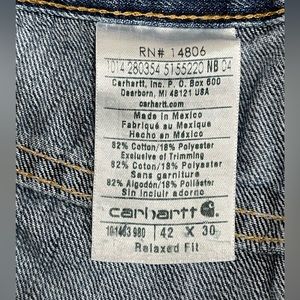 RN# 14806
1014 280354 5155220 NB 04
Carhartt, Inc. P. O. Box 600
Dearborn, MI 48121 USA
carhartt.com
Made in Mexico
Fabriqué au Mexique
Hecho en México
82% Cotton/18% Polyester
Exclusive of Trimming
82% Coton/18% Polyester
Sans garniture
82% Algodón/18% Poliéster
Sin incluir adorno
carhartt
42 X 30
Relaxed Fit